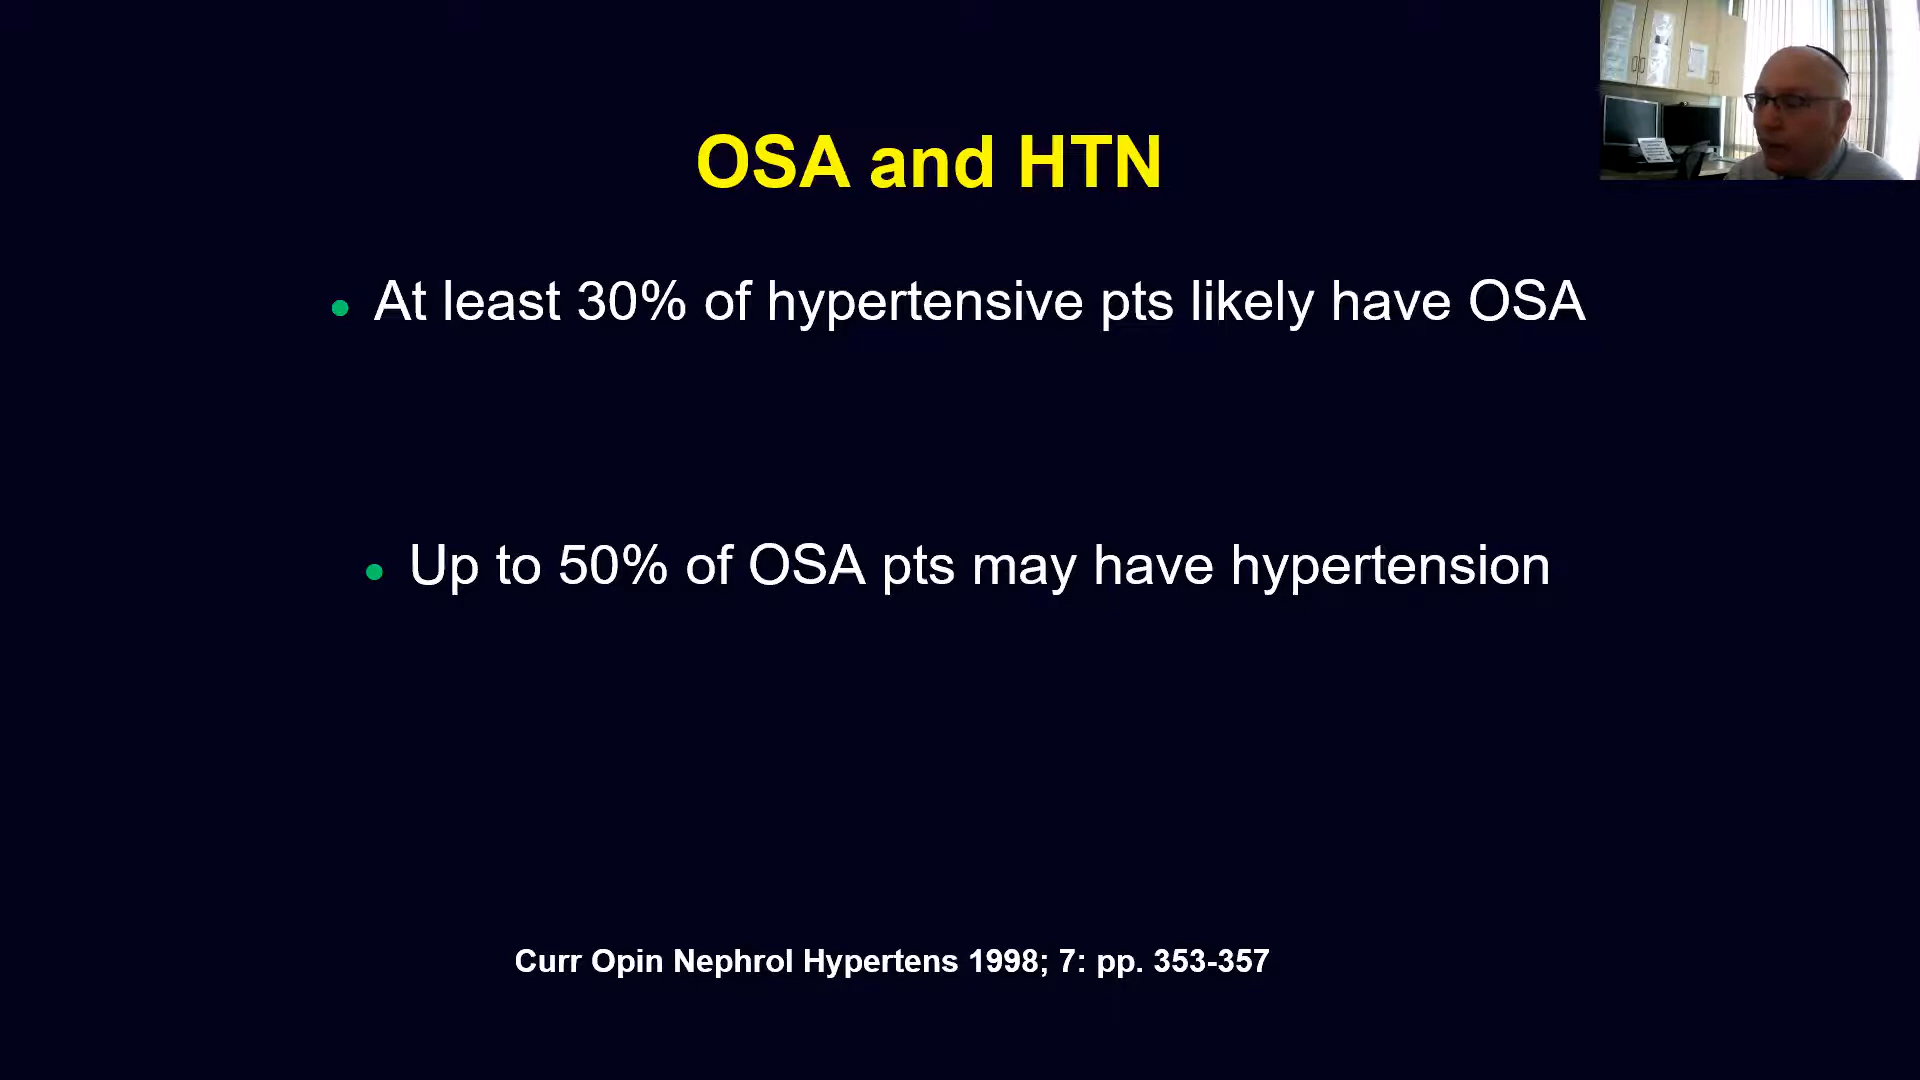 OSA and HTN
At least 30% of hypertensive pts likely have OSA
Up to 50% of OSA pts may have hypertension
Curr Opin Nephrol Hypertens 1998; 7: pp. 353-357